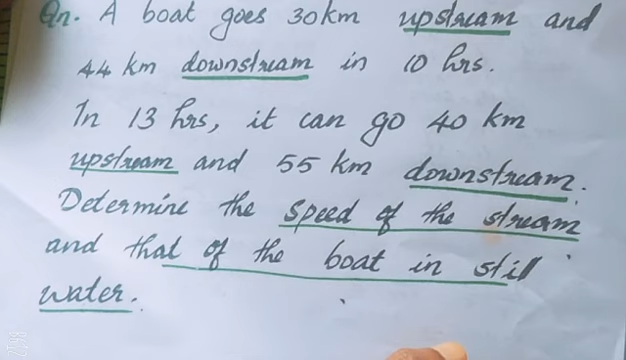 Qn. A boat goes 30km upstream and
44 km downstream in 10 hrs.
In 13 hrs, it can go 40 km
upstream and 55 km downstream.
Determine the speed of the stream
and that of the boat in still
water.